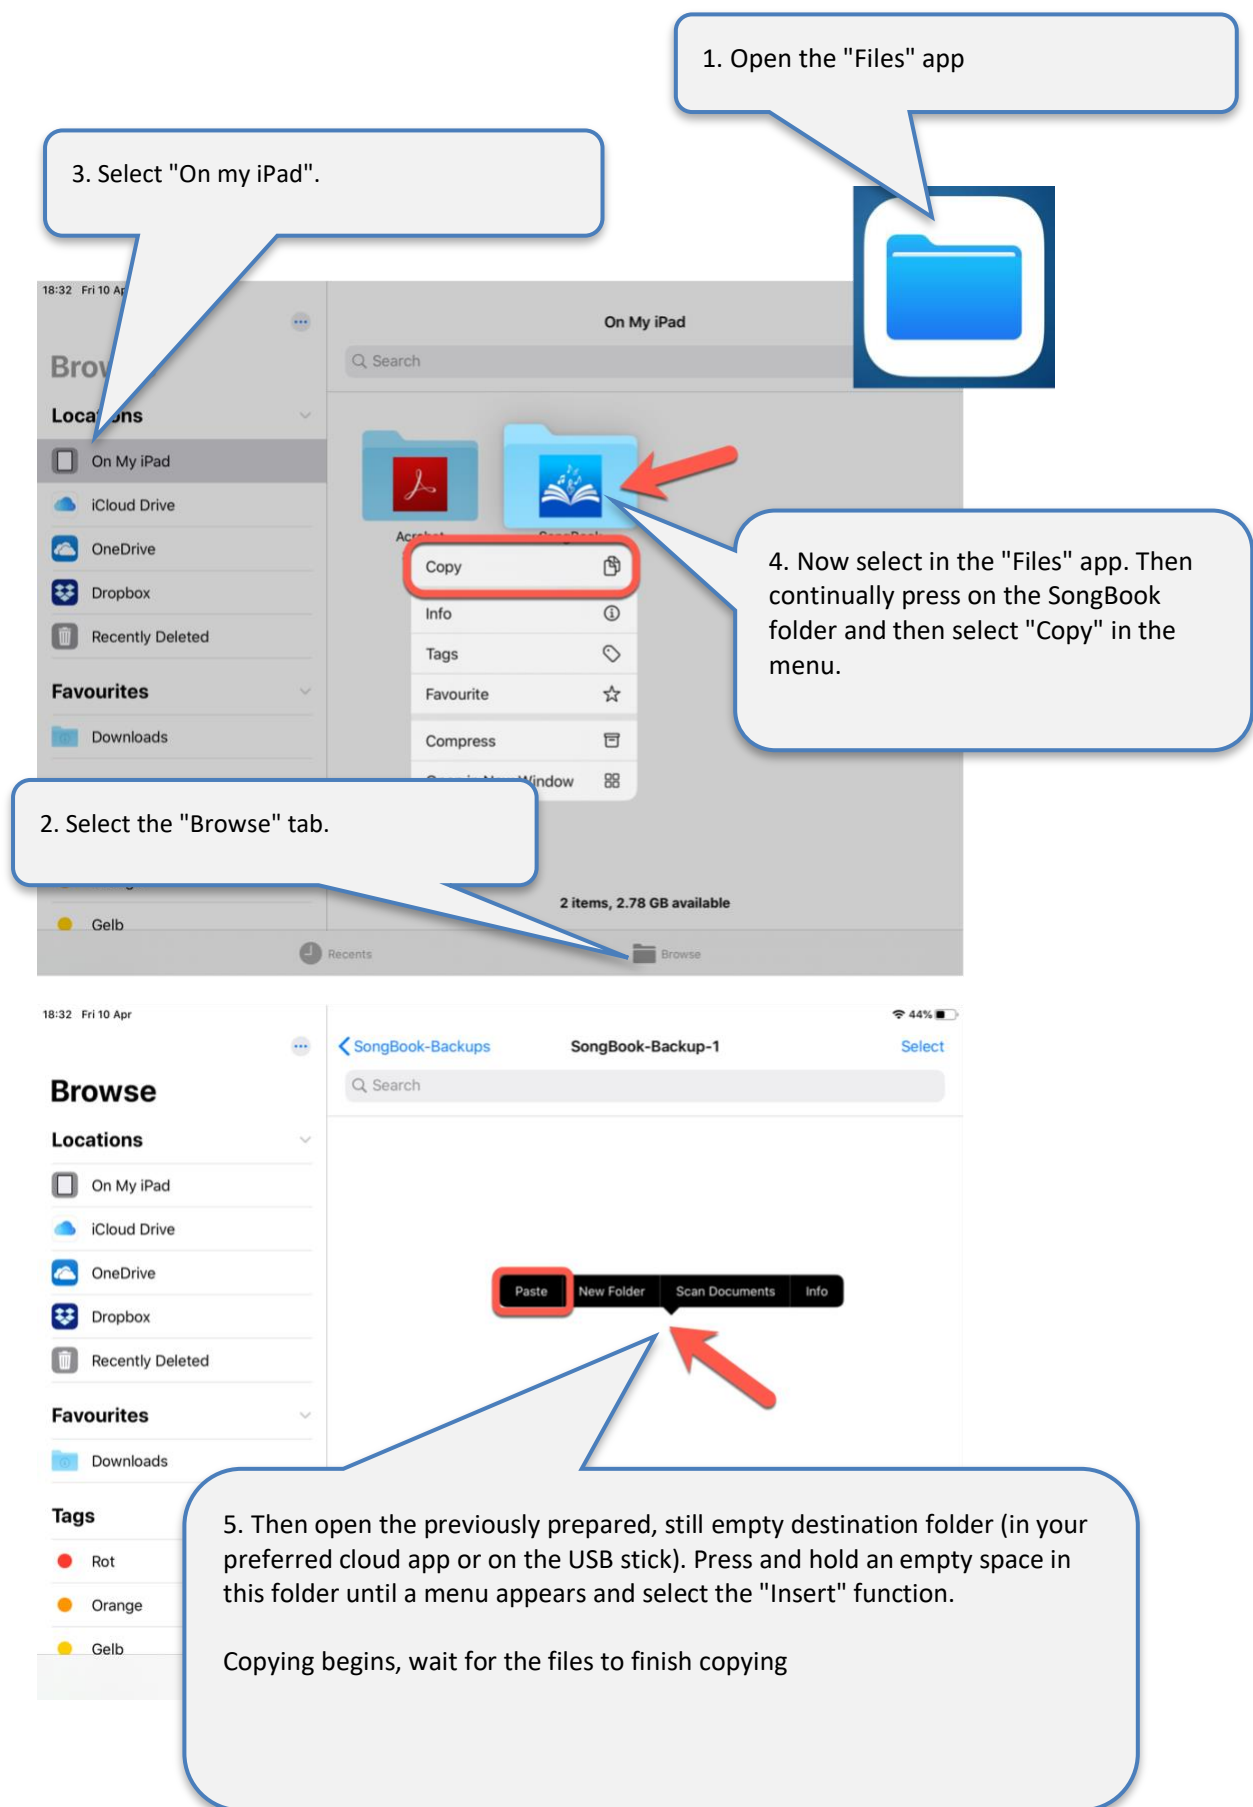 1. Open the "Files" app
3. Select "On my iPad".
18:32 Fri 10
On My iPad
Search
Locations
On My iPad
iCloud Drive
OneDrive
Dropbox
Recently Deleted
Favourites
Downloads
Copy
Info
Tags
Favourite
Compress
Window
4. Now select in the "Files" app. Then
continually press on the SongBook
folder and then select "Copy" in the
menu.
2. Select the "Browse" tab.
Gelb
2 items, 2.78 GB available
Recents
Browse
18:32 Fri 10 Apr
44%
SongBook-Backups
SongBook-Backup-1
Select
Browse
Search
Locations
On My iPad
iCloud Drive
OneDrive
Dropbox
Recently Deleted
Favourites
Downloads
Tags
Rot
Orange
Gelb
Paste New Folder Scan Documents Info
5. Then open the previously prepared, still empty destination folder (in your
preferred cloud app or on the USB stick). Press and hold an empty space in
this folder until a menu appears and select the "Insert" function.
Copying begins, wait for the files to finish copying